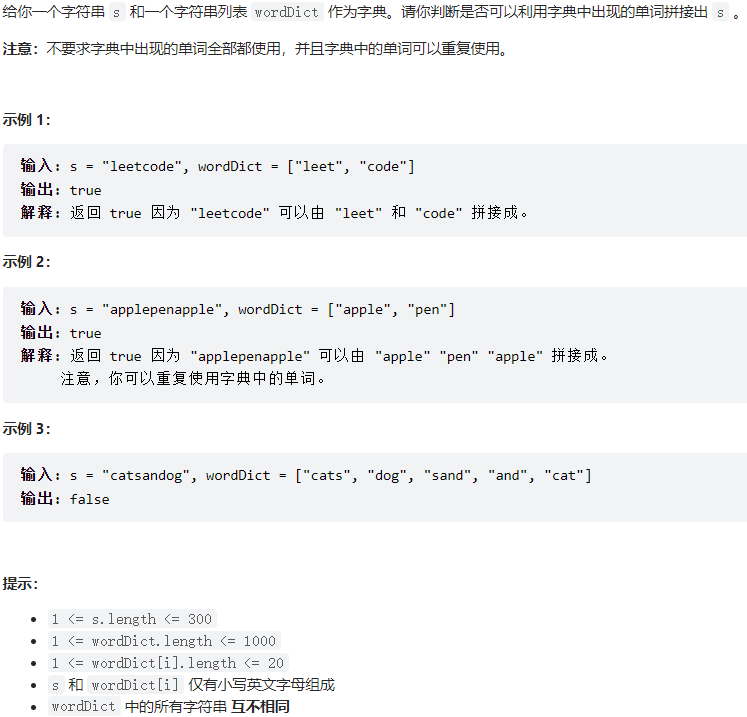 给你一个字符串 s 和一个字符串列表 wordDict 作为字典。请你判断是否可以利用字典中出现的单词拼接出 s 。
注意：不要求字典中出现的单词全部都使用，并且字典中的单词可以重复使用。
示例 1：
输入: s = "leetcode", wordDict = ["leet", "code"]
输出: true
解释: 返回 true 因为 "leetcode" 可以由 "leet" 和 "code" 拼接成。
示例 2：
输入: s = "applepenapple", wordDict = ["apple", "pen"]
输出: true
解释: 返回 true 因为 "applepenapple" 可以由 "apple" "pen" "apple" 拼接成。
注意，你可以重复使用字典中的单词。
示例 3：
输入: s = "catsandog", wordDict = ["cats", "dog", "sand", "and", "cat"]
输出: false
提示：
• 1 <= s.length <= 300
• 1 <= wordDict.length <= 1000
• 1 <= wordDict[i].length <= 20
• s 和 wordDict[i] 仅有小写英文字母组成
• wordDict 中的所有字符串 互不相同